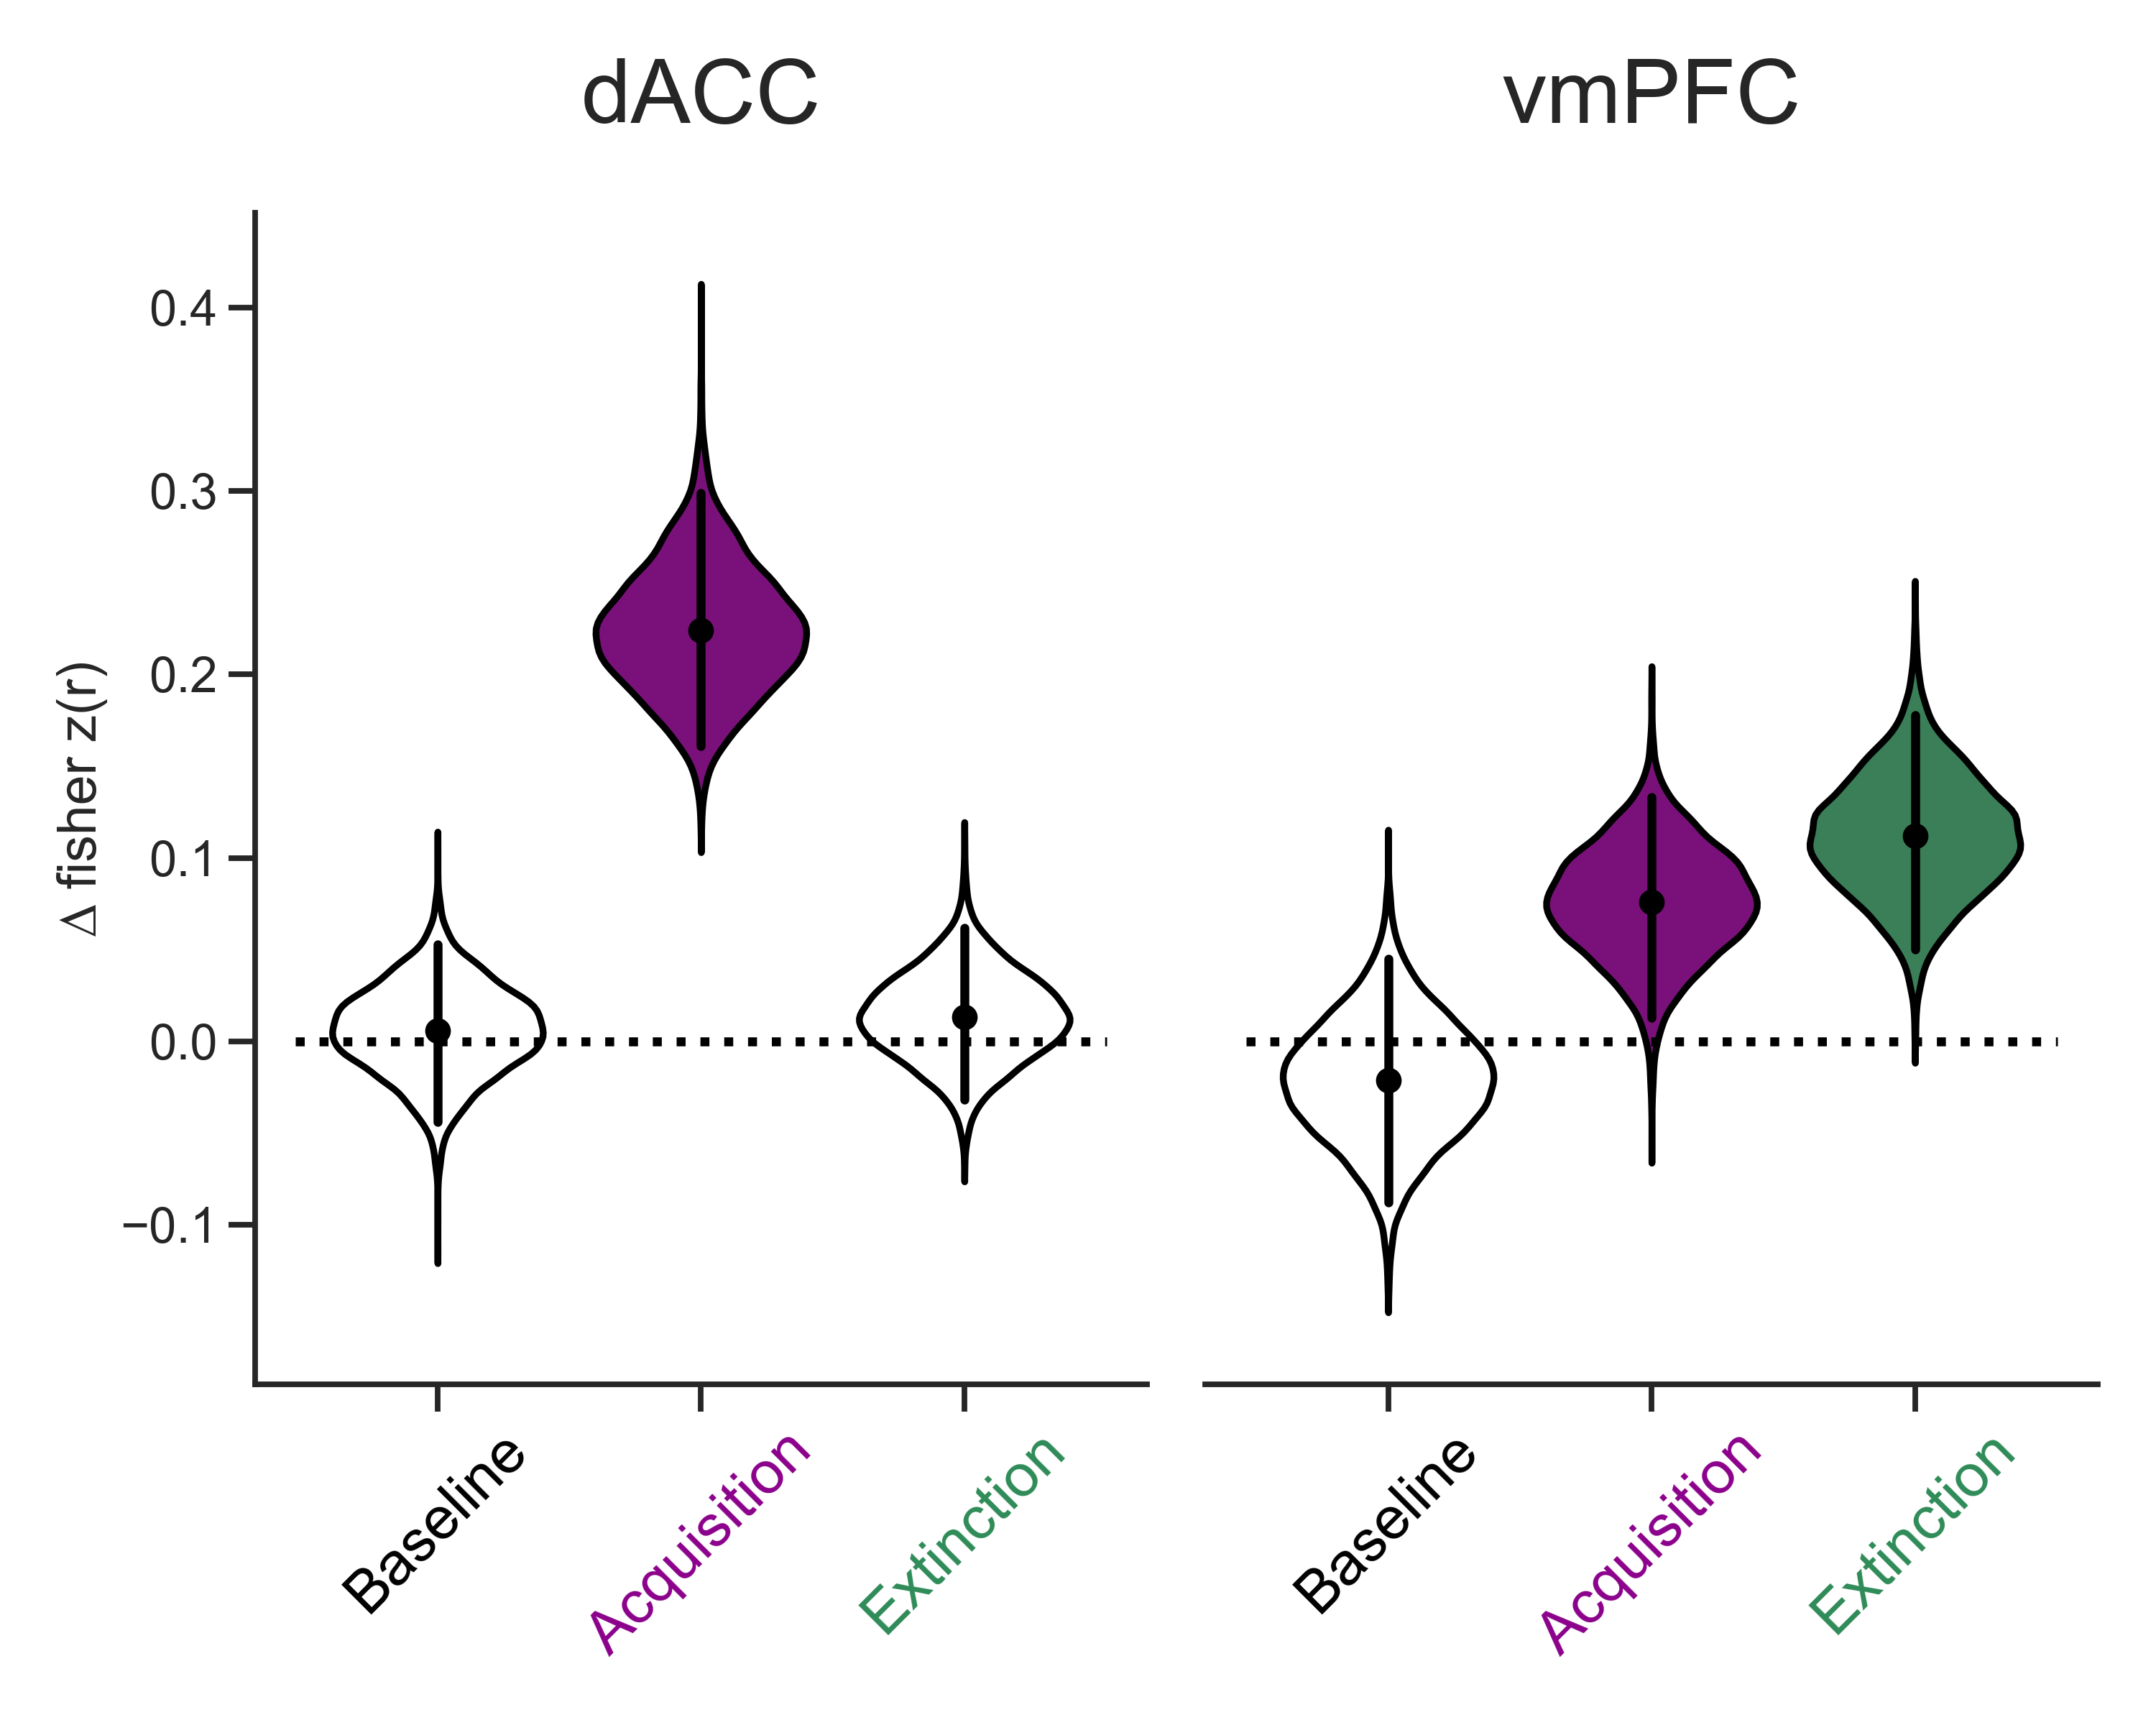 dACC
vmPFC
Δ fisher z(r)
0.4
0.3
0.2
0.1
0.0
−0.1
Baseline
Acquisition
Extinction
Baseline
Acquisition
Extinction